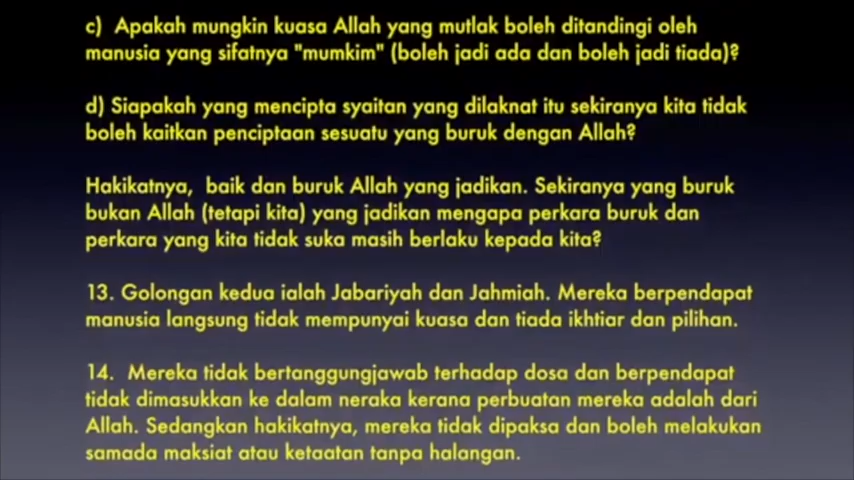 c)  Apakah mungkin kuasa Allah yang mutlak boleh ditandingi oleh
manusia yang sifatnya "mumkim" (boleh jadi ada dan boleh jadi tiada)?
d) Siapakah yang mencipta syaitan yang dilaknat itu sekiranya kita tidak
boleh kaitkan penciptaan sesuatu yang buruk dengan Allah?
Hakikatnya,  baik dan buruk Allah yang jadikan. Sekiranya yang buruk
bukan Allah (tetapi kita) yang jadikan mengapa perkara buruk dan
perkara yang kita tidak suka masih berlaku kepada kita?
13. Golongan kedua ialah Jabariyah dan Jahmiah. Mereka berpendapat
manusia langsung tidak mempunyai kuasa dan tiada ikhtiar dan pilihan.
14.  Mereka tidak bertanggungjawab terhadap dosa dan berpendapat
tidak dimasukkan ke dalam neraka kerana perbuatan mereka adalah dari
Allah. Sedangkan hakikatnya, mereka tidak dipaksa dan boleh melakukan
samada maksiat atau ketaatan tanpa halangan.